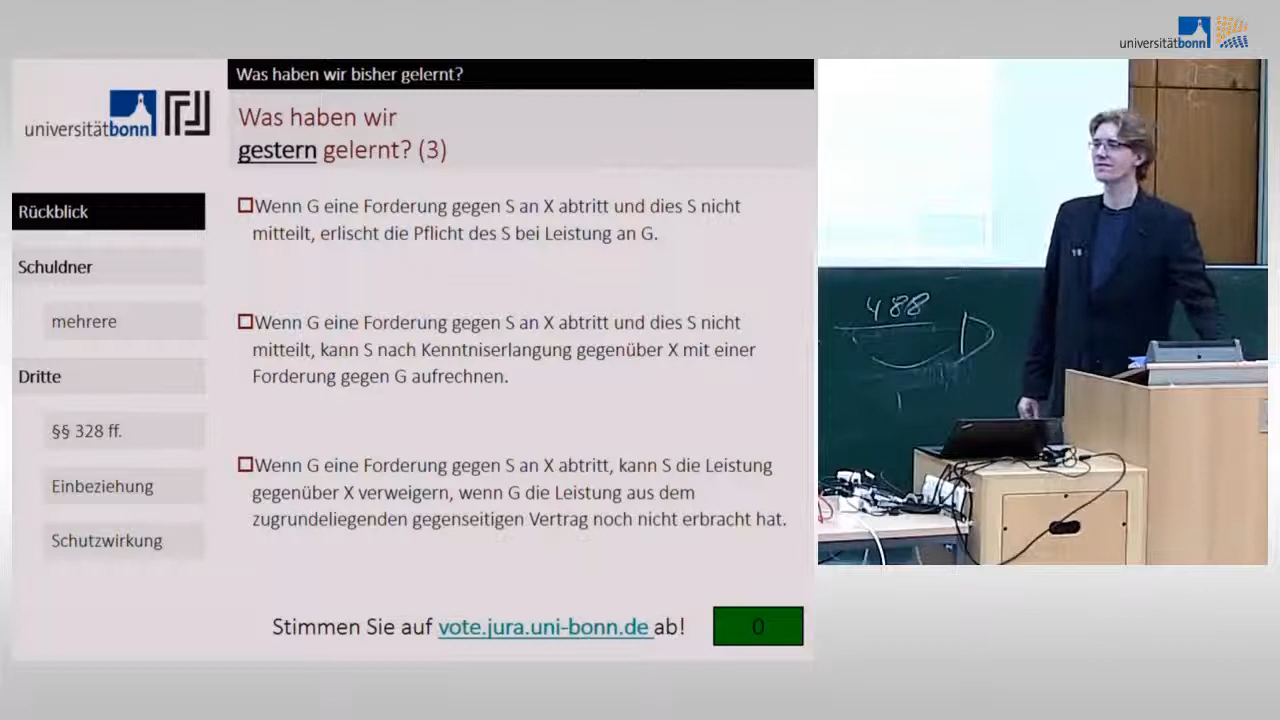 universitätbonn
Was haben wir bisher gelernt?
universitätbonn
Was haben wir
gestern gelernt? (3)
Rückblick
Schuldner
mehrere
Dritte
§§ 328 ff.
Einbeziehung
Schutzwirkung
Wenn G eine Forderung gegen S an X abtritt und dies S nicht
mitteilt, erlischt die Pflicht des S bei Leistung an G.
Wenn G eine Forderung gegen S an X abtritt und dies S nicht
mitteilt, kann S nach Kenntniserlangung gegenüber X mit einer
Forderung gegen G aufrechnen.
Wenn G eine Forderung gegen S an X abtritt, kann S die Leistung
gegenüber X verweigern, wenn G die Leistung aus dem
zugrundeliegenden gegenseitigen Vertrag noch nicht erbracht hat.
Stimmen Sie auf vote.jura.uni-bonn.de ab!
0
488